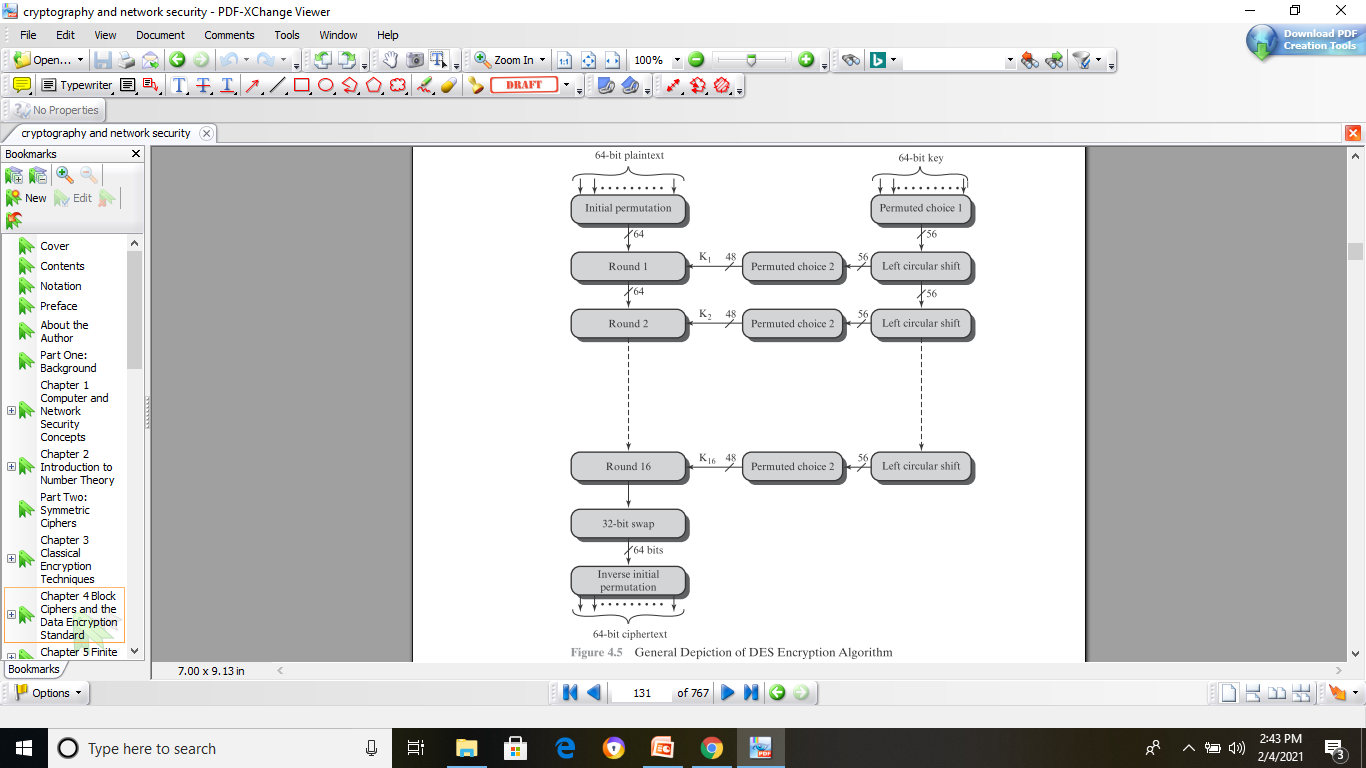 cryptography and network security - PDF-XChange Viewer
File Edit View Document Comments Tools Window Help
Download PDF
Creation Tools
Open... Zoom In 1:1 100%
Typewriter T T T DRAFT
No Properties
cryptography and network security
Bookmarks
New Edit
Cover
Contents
Notation
Preface
About the
Author
Part One:
Background
Chapter 1
Computer and
Network
Security
Concepts
Chapter 2
Introduction to
Number Theory
Part Two:
Symmetric
Ciphers
Chapter 3
Classical
Encryption
Techniques
Chapter 4 Block
Ciphers and the
Data Encryption
Standard
Chapter 5 Finite
Bookmarks
64-bit plaintext 64-bit key
Initial permutation Permuted choice 1
64 56
Round 1 K1 48 Permuted choice 2 56 Left circular shift
64 56
Round 2 K2 48 Permuted choice 2 56 Left circular shift
Round 16 K16 48 Permuted choice 2 56 Left circular shift
32-bit swap
64 bits
Inverse initial
permutation
64-bit ciphertext
Figure 4.5 General Depiction of DES Encryption Algorithm
7.00 x 9.13 in
Options 131 of 767
Type here to search
2:43 PM
2/4/2021
3